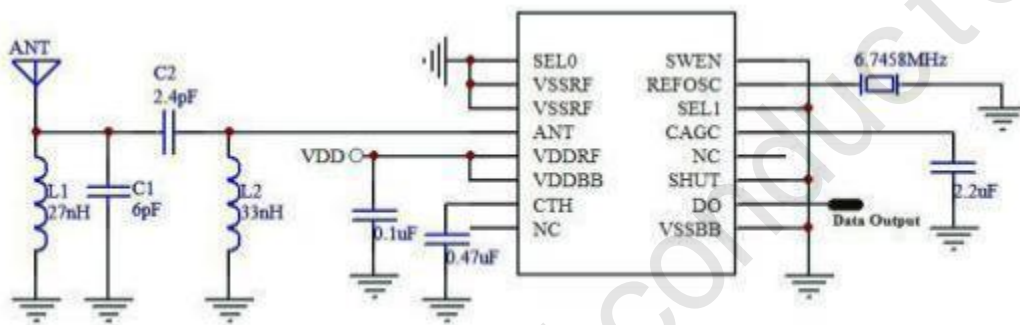 ANT
C2
2.4pF
L1
27nH
C1
6pF
L2
33nH
VDD
0.1uF
0.47uF
SEL0
VSSRF
VSSRF
ANT
VDDRF
VDDBB
CTH
NC
SWEN
REFOSC
SEL1
CAGC
NC
SHUT
DO
VSSBB
6.7458MHz
2.2uF
Data Output
conducto